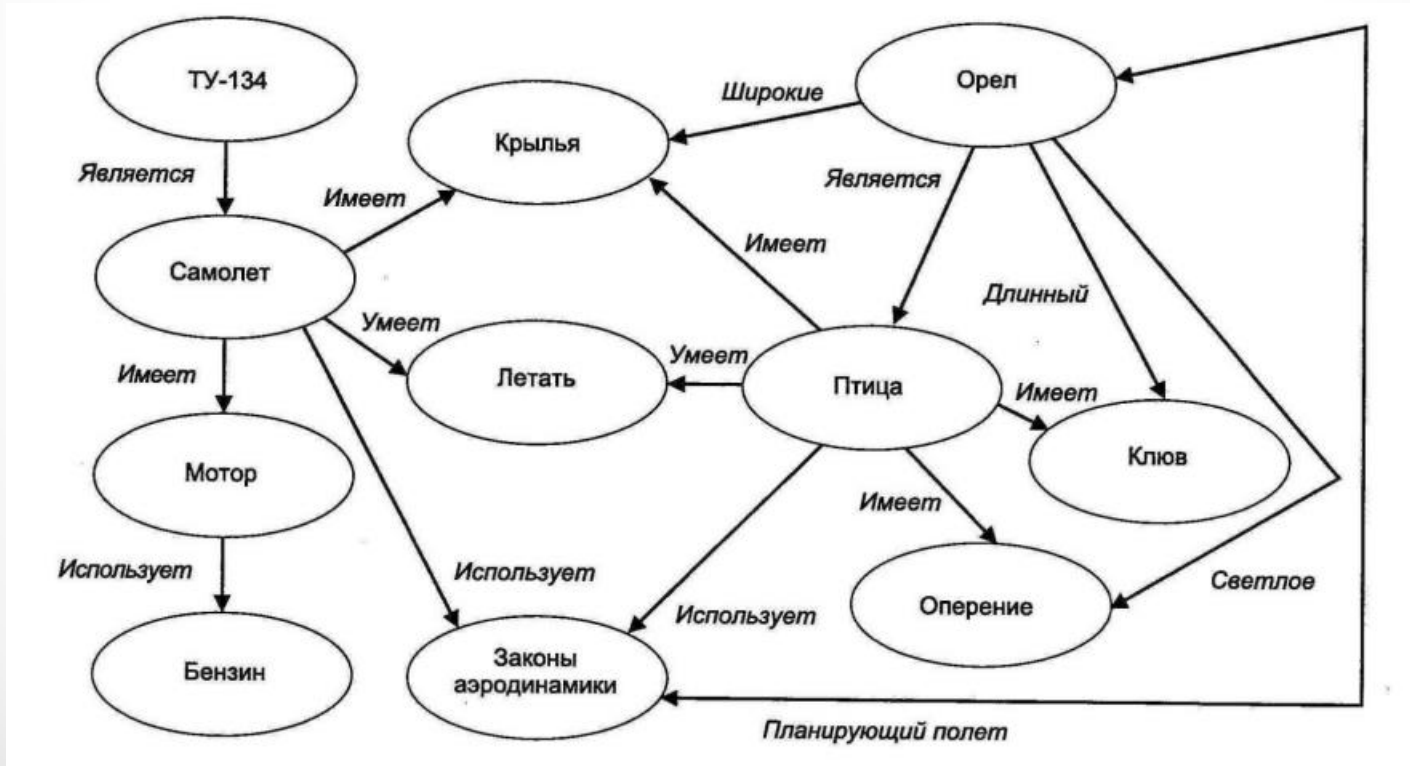 ТУ-134
Орел
Широкие
Крылья
Является
Является
Имеет
Имеет
Самолет
Длинный
Умеет
Умеет
Имеет
Летать
Птица
Имеет
Клюв
Мотор
Имеет
Использует
Использует
Светлое
Оперение
Использует
Законы
аэродинамики
Бензин
Планирующий полет